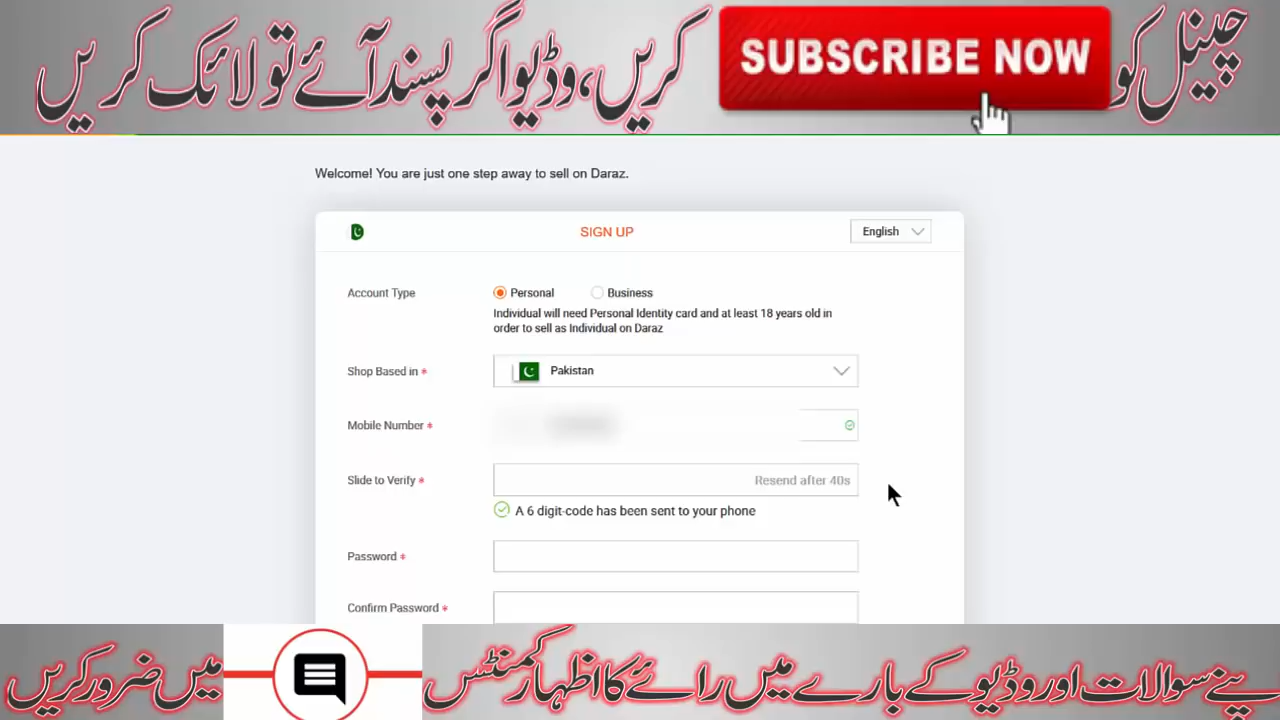 چینل کو SUBSCRIBE NOW کریں، وڈیو اگر پسند آئے تو لائک کریں
Welcome! You are just one step away to sell on Daraz.
SIGN UP
English
Account Type
Personal
Business
Individual will need Personal Identity card and at least 18 years old in
order to sell as Individual on Daraz
Shop Based in *
Pakistan
Mobile Number *
Slide to Verify *
Resend after 40s
A 6 digit-code has been sent to your phone
Password *
Confirm Password *
پنے سوالات اور وڈیو کے بارے میں رائے کا اظہار کمنٹس میں ضرور کریں